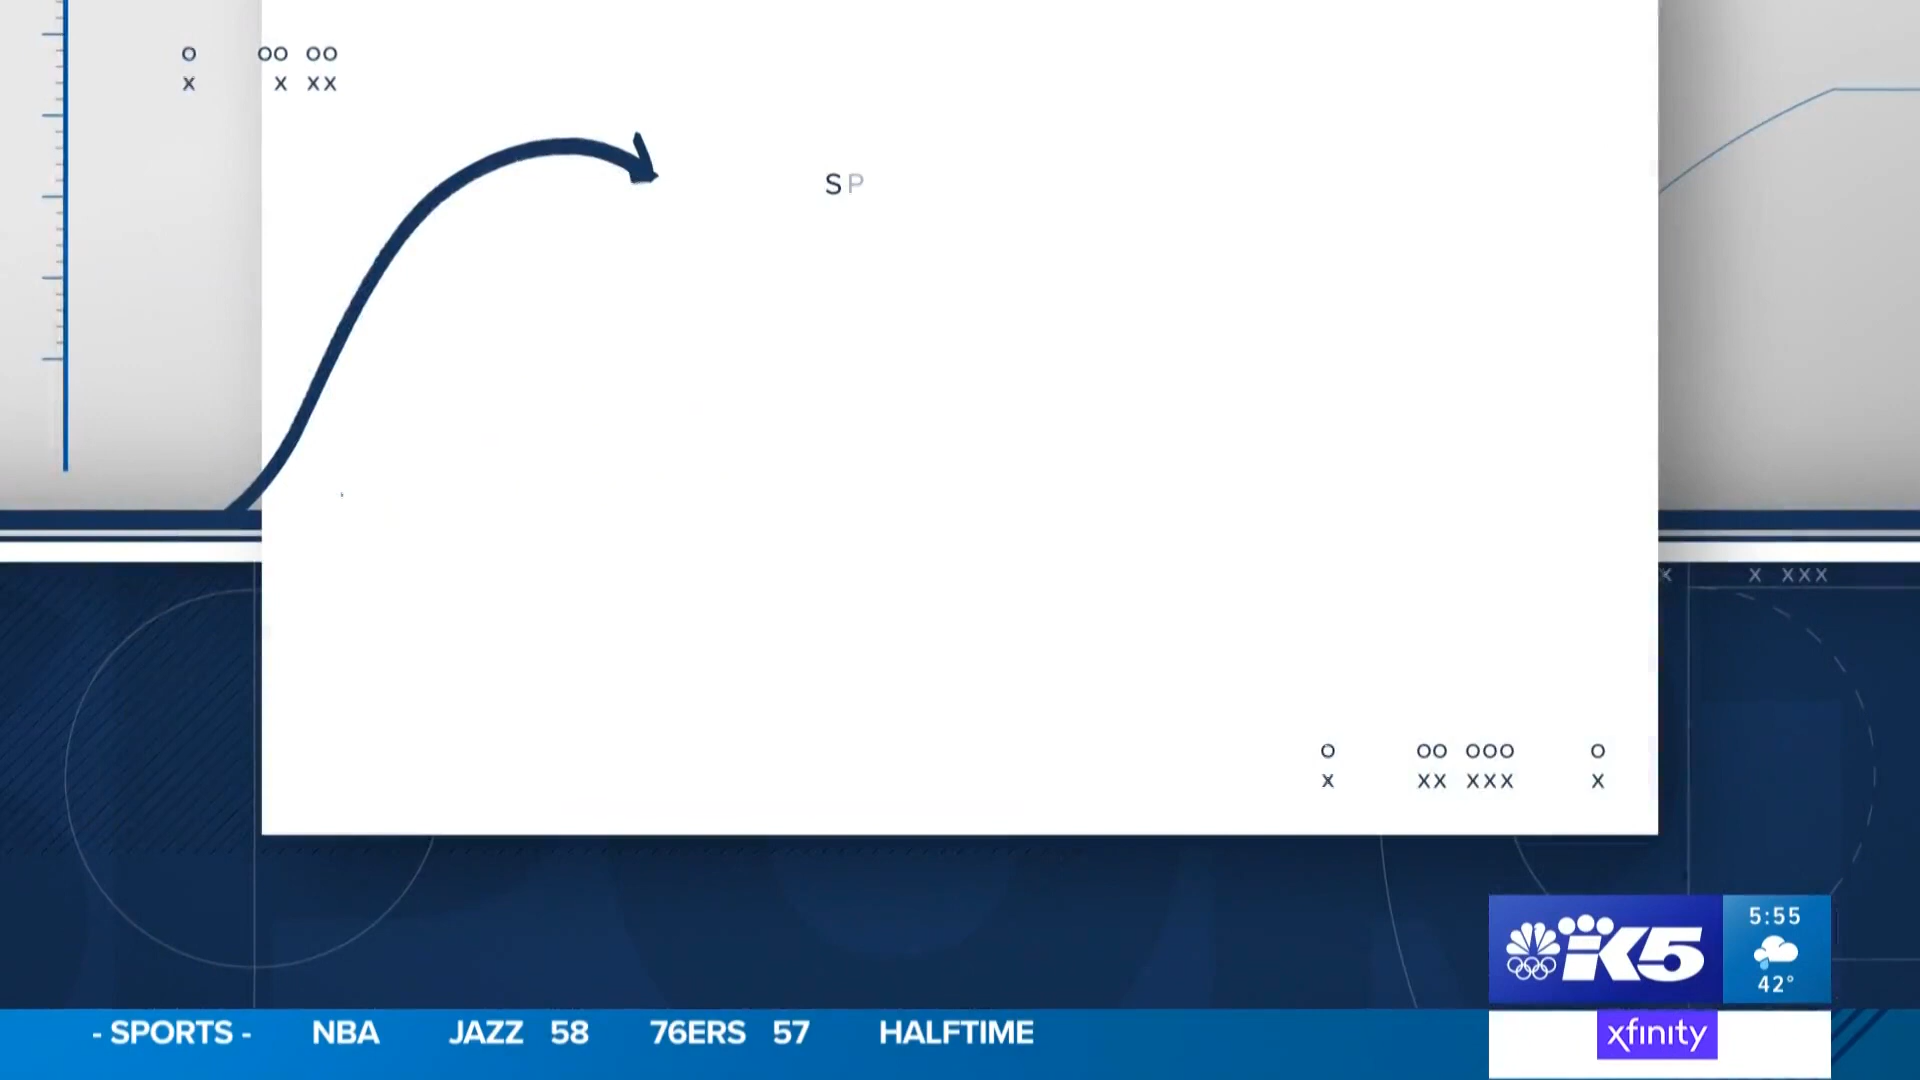 O OO OO
X X XX
S P
X X XXX
O OO OOO O
X XX XXX X
K5
5:55
42°
- SPORTS - NBA JAZZ 58 76ERS 57 HALFTIME
xfinity